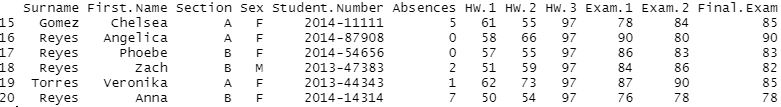 Surname First.Name Section Sex Student.Number Absences HW.1 HW.2 HW.3 Exam.1 Exam.2 Final.Exam
15 Gomez Chelsea A F 2014-11111 5 61 55 97 78 84 85
16 Reyes Angelica A F 2014-87908 0 58 66 97 90 80 90
17 Reyes Phoebe B F 2014-54656 0 57 55 97 86 83 83
18 Reyes Zach B M 2013-47383 2 51 59 97 84 86 82
19 Torres Veronika A F 2013-44343 1 62 73 97 87 90 85
20 Reyes Anna B F 2014-14314 7 50 54 97 76 78 78